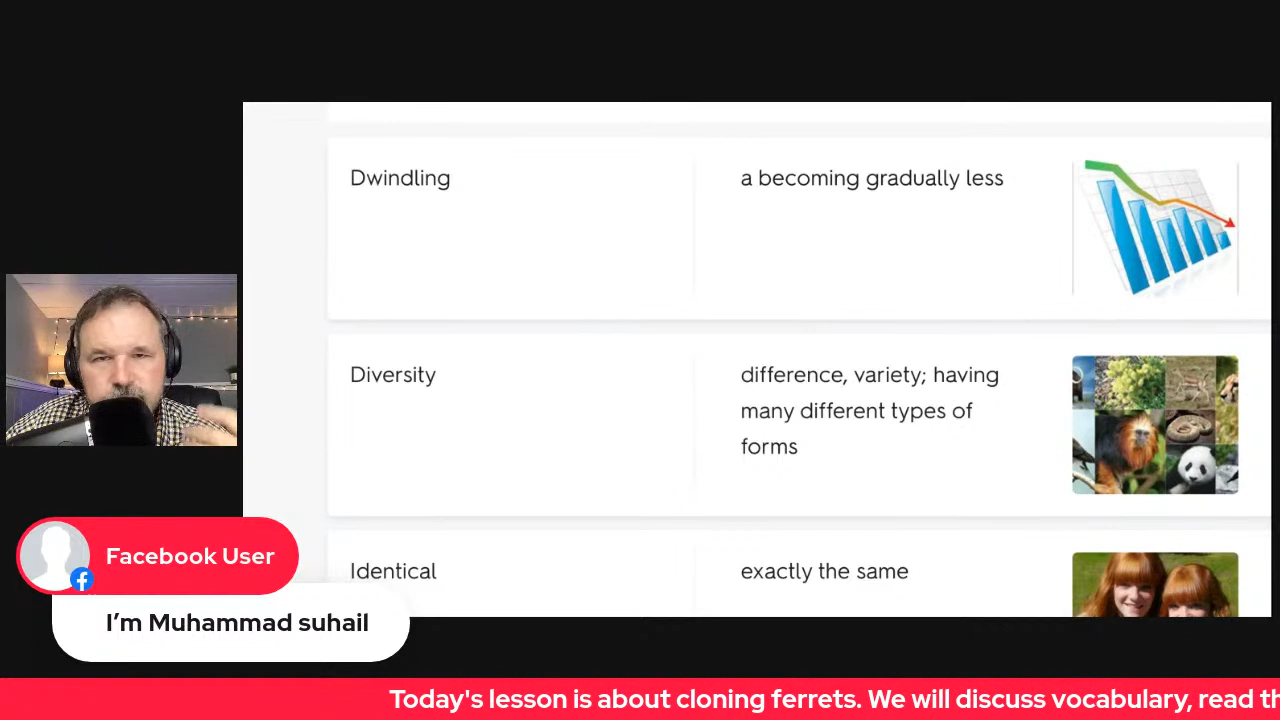 Dwindling
a becoming gradually less
Diversity
difference, variety; having
many different types of
forms
Identical
exactly the same
Facebook User
I’m Muhammad suhail
Today's lesson is about cloning ferrets. We will discuss vocabulary, read